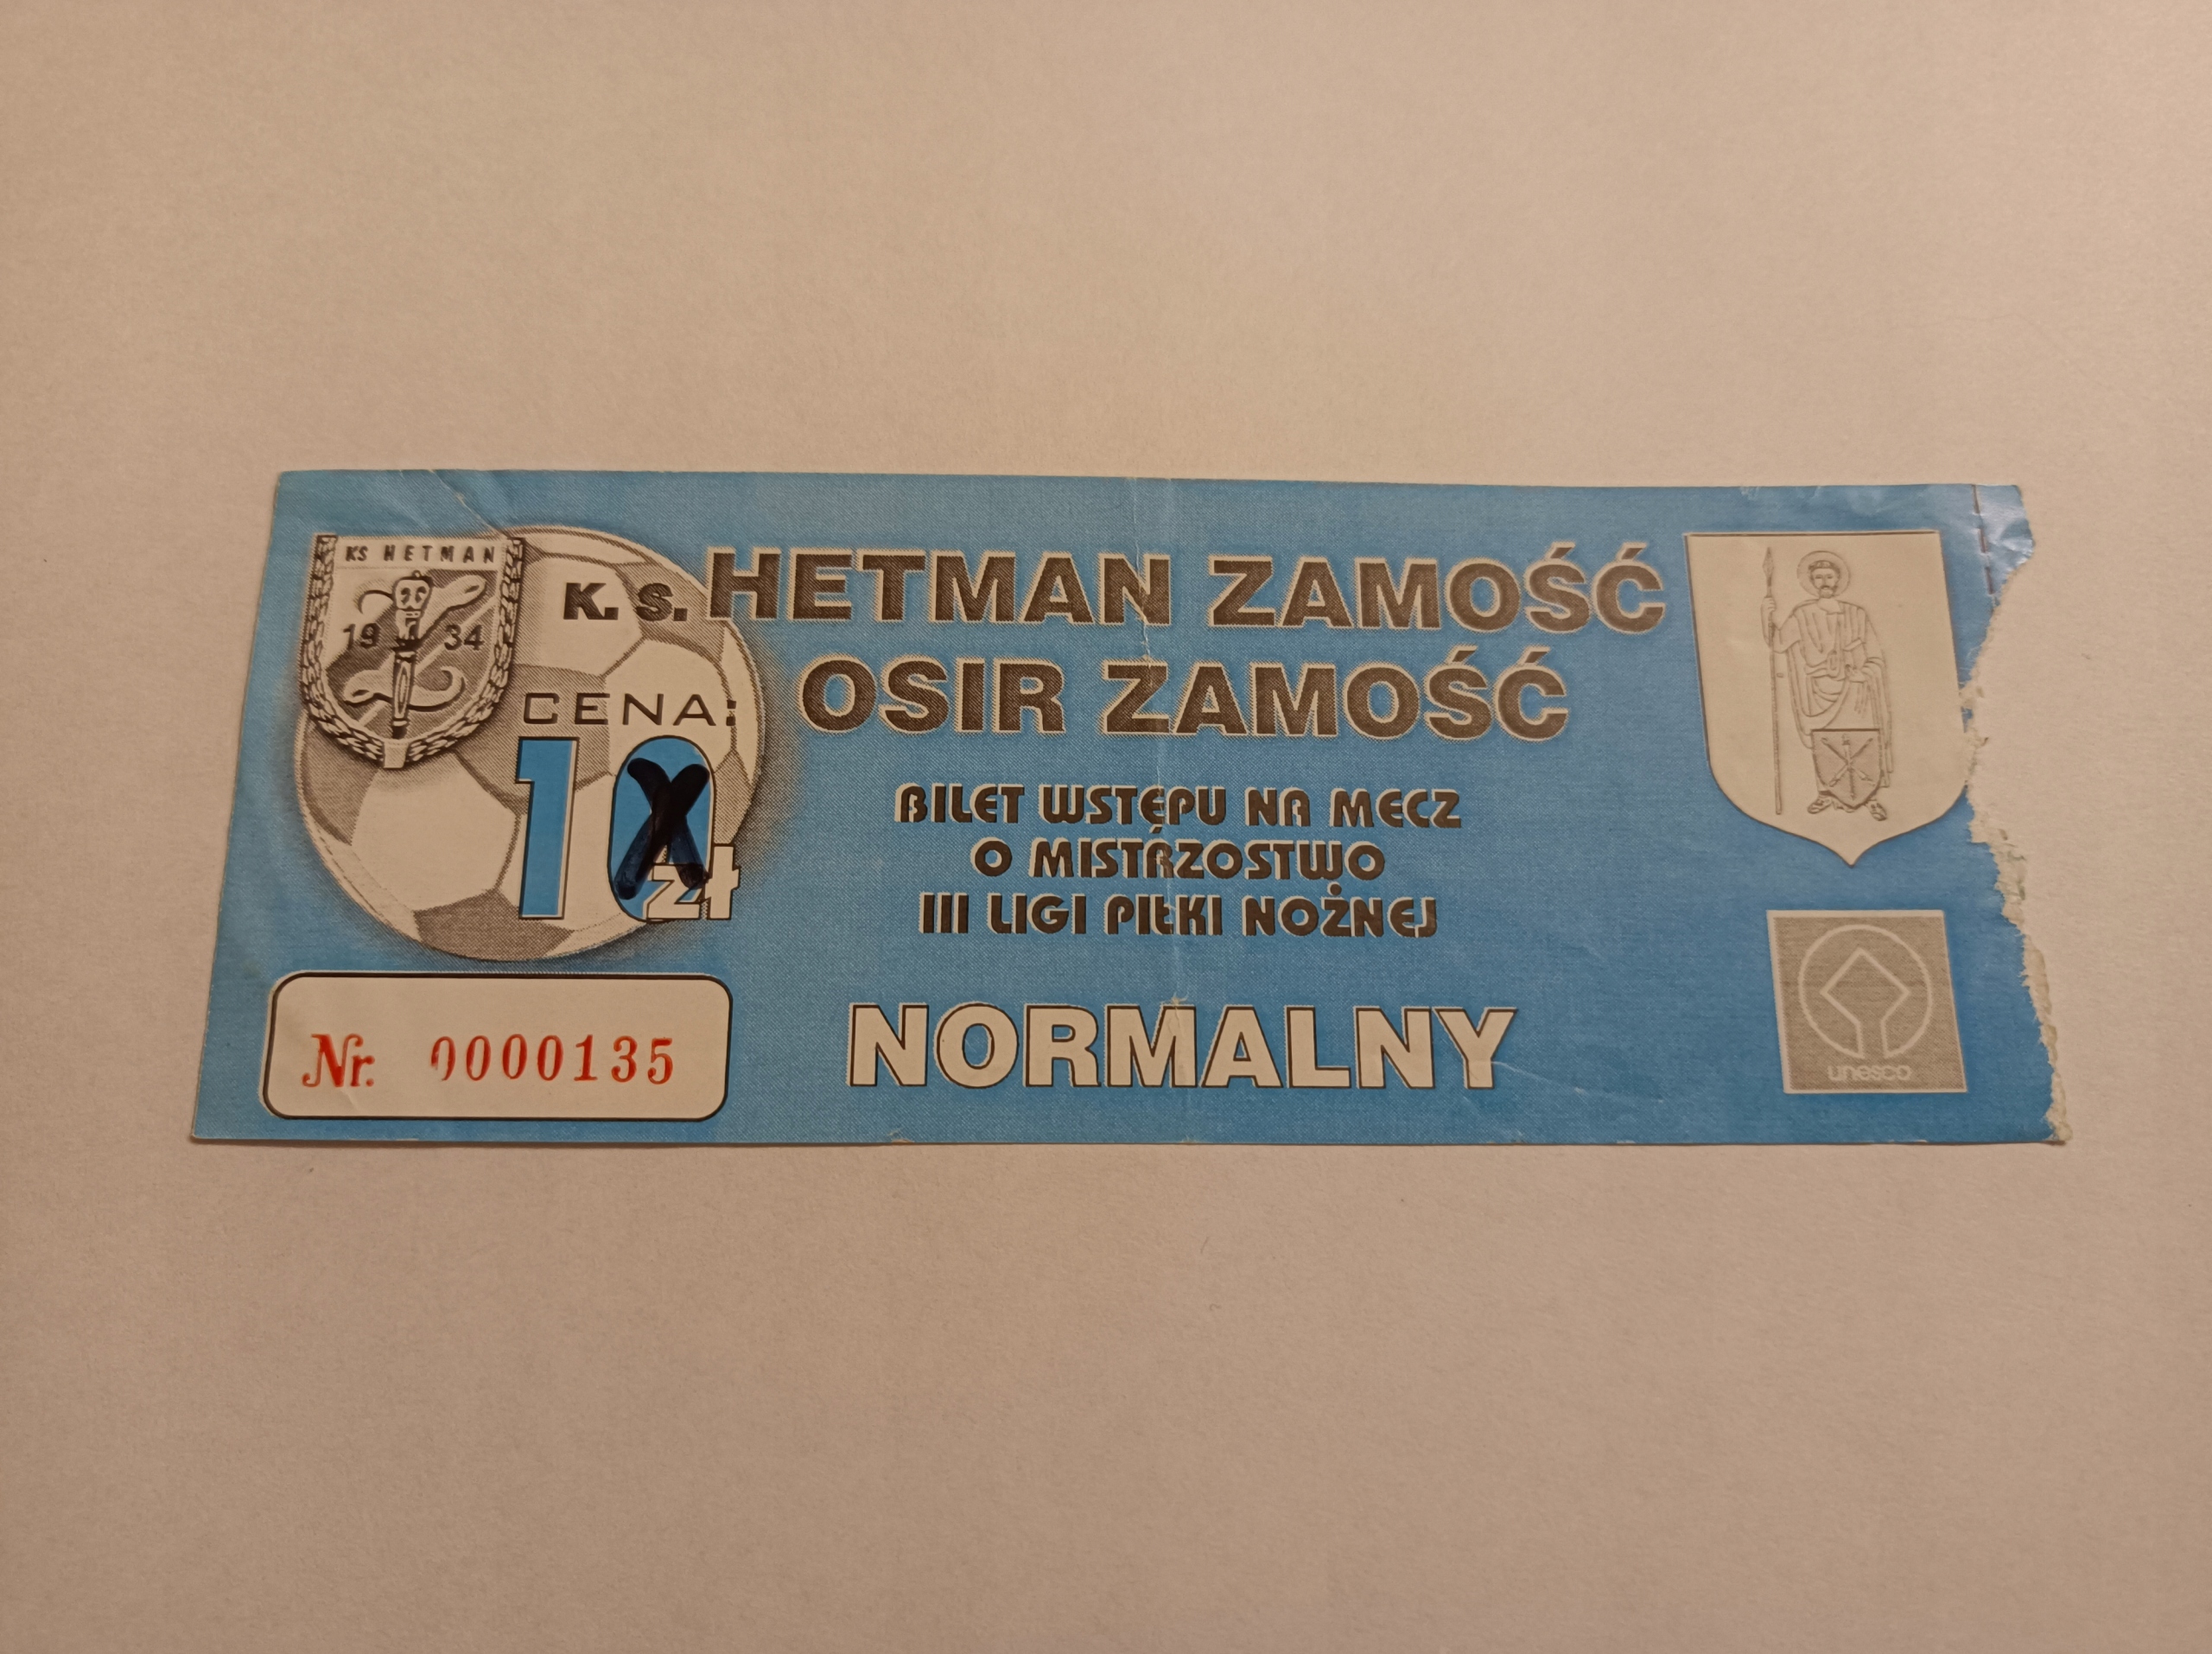 KS HETMAN
19 34
K. S. HETMAN ZAMOŚĆ
OSIR ZAMOŚĆ
CENA:
10 zł
BILET WSTĘPU NA MECZ
O MISTRZOSTWO
III LIGI PIŁKI NOŻNEJ
NORMALNY
Nr. 0000135
unesco